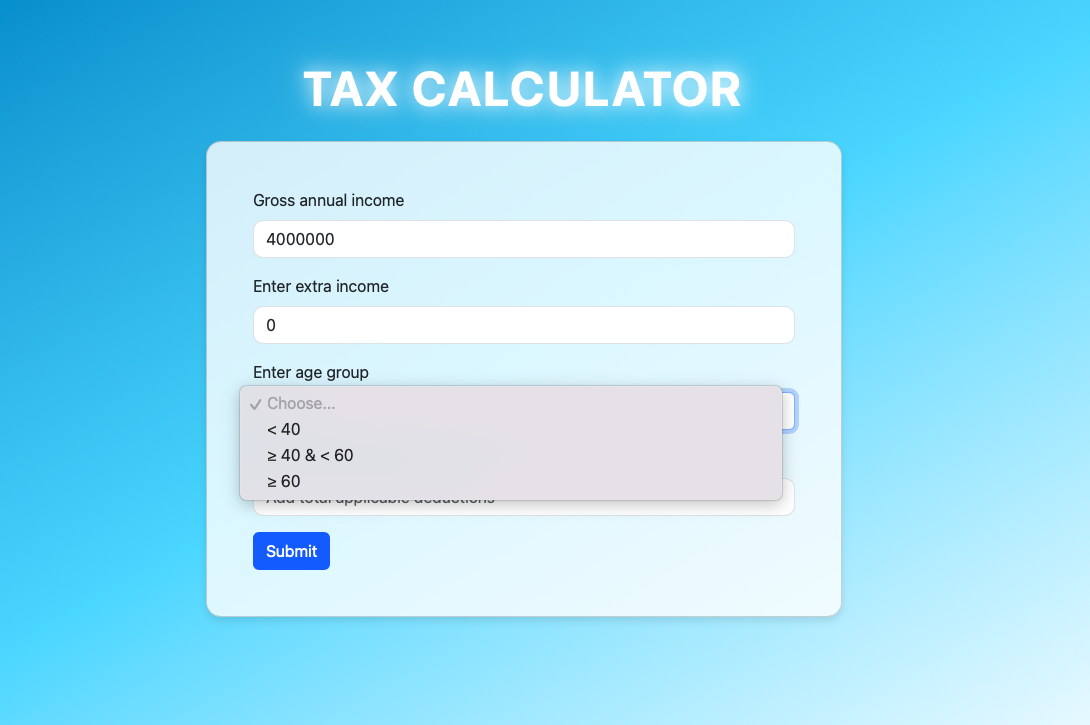 TAX CALCULATOR
Gross annual income
4000000
Enter extra income
0
Enter age group
✓ Choose...
< 40
≥ 40 & < 60
≥ 60
Add total applicable deductions
Submit